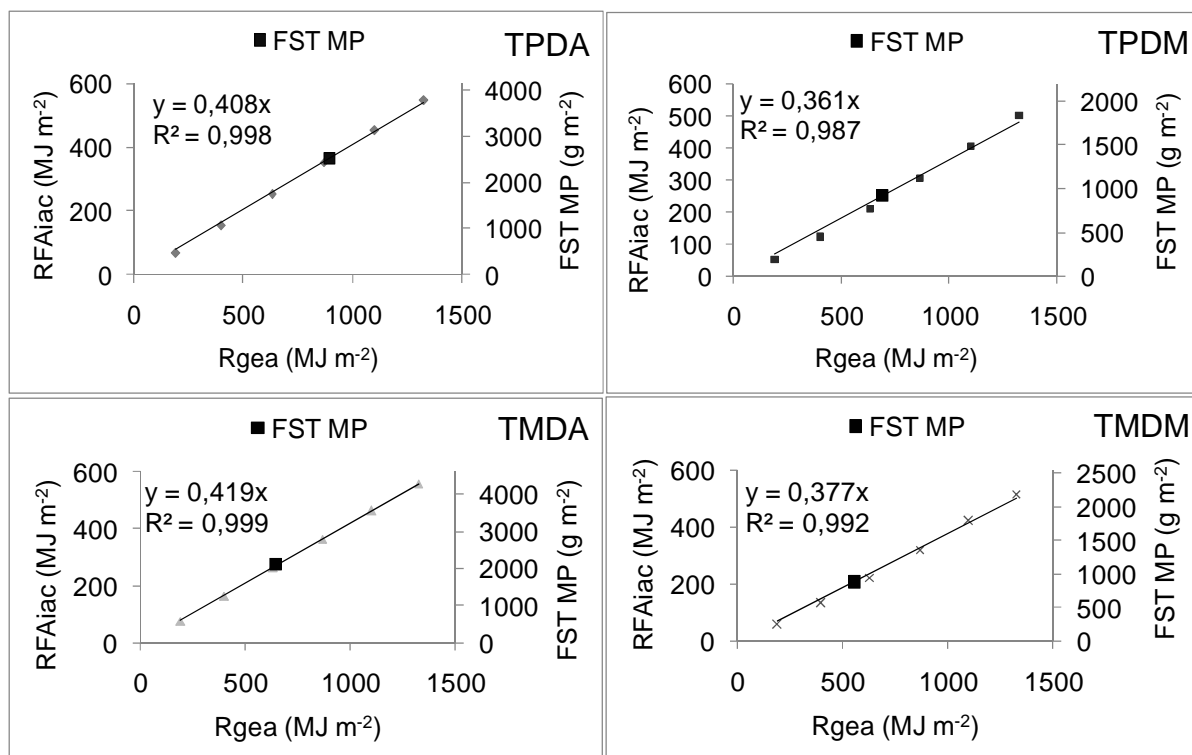 ■ FST MP TPDA
y = 0,408x
R² = 0,998
RFAiac (MJ m-2)
600
400
200
0
4000
3000
2000
1000
0
FST MP (g m-2)
0 500 1000 1500
Rgea (MJ m-2)
■ FST MP TPDM
y = 0,361x
R² = 0,987
RFAiac (MJ m-2)
600
500
400
300
200
100
0
2000
1500
1000
500
0
FST MP (g m-2)
0 500 1000 1500
Rgea (MJ m-2)
■ FST MP TMDA
y = 0,419x
R² = 0,999
RFAiac (MJ m-2)
600
400
200
0
4000
3000
2000
1000
0
FST MP (g m-2)
0 500 1000 1500
Rgea (MJ m-2)
■ FST MP TMDM
y = 0,377x
R² = 0,992
RFAiac (MJ m-2)
600
400
200
0
2500
2000
1500
1000
500
0
FST MP (g m-2)
0 500 1000 1500
Rgea (MJ m-2)